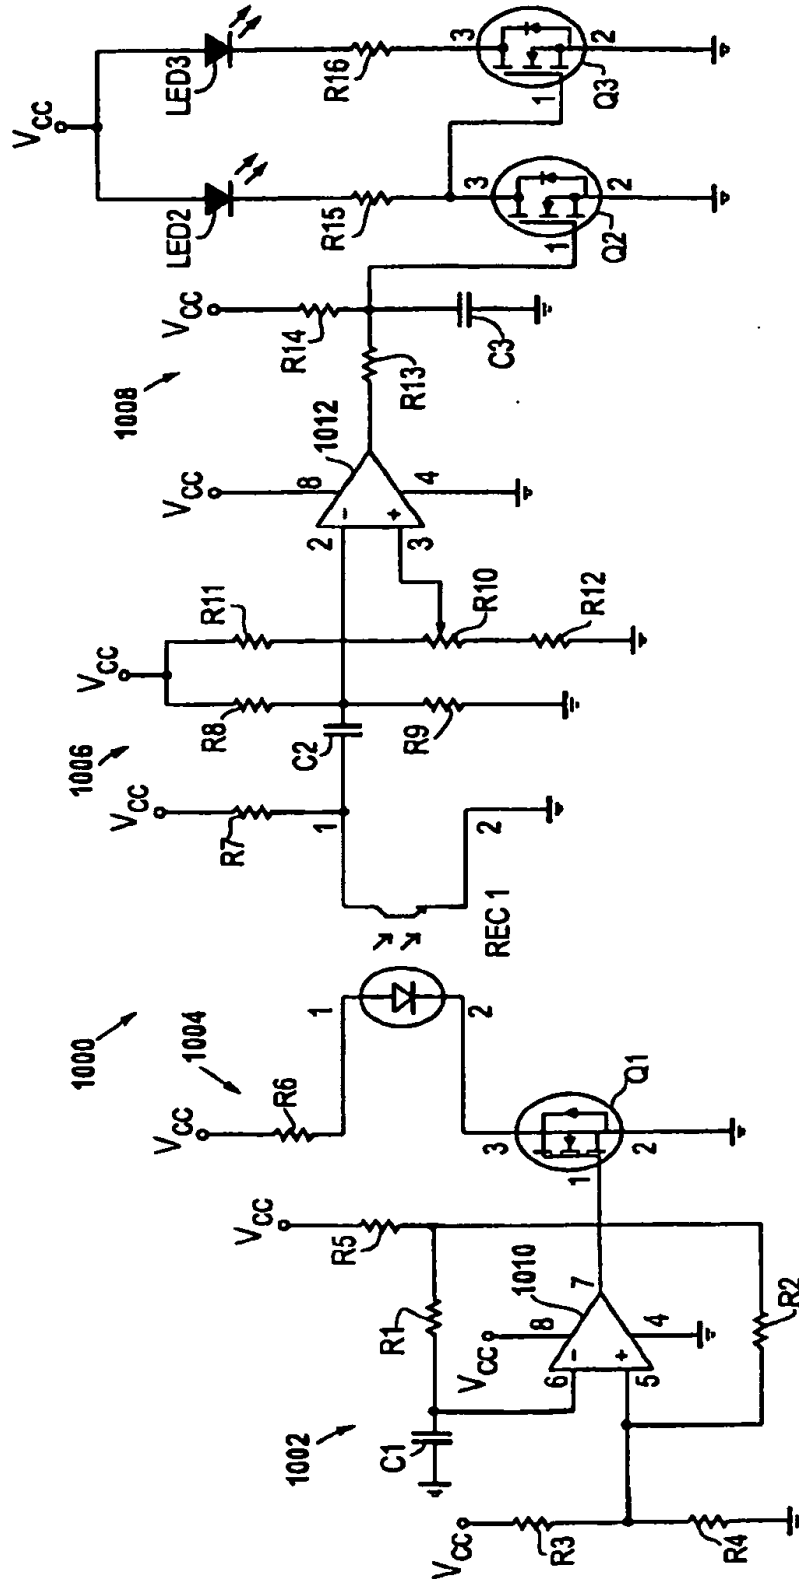 1000
1002
VCC
R3
R4
C1
R1
VCC
R5
VCC
8
1010
6
-
7
5
+
4
R2
1004
VCC
R6
1
2
3
1
2
Q1
REC1
1006
VCC
R7
1
2
C2
VCC
R8
R11
R9
R10
R12
1008
VCC
8
1012
2
-
3
+
4
VCC
R14
R13
C3
VCC
LED2
LED3
R15
R16
3
1
2
Q2
3
1
2
Q3